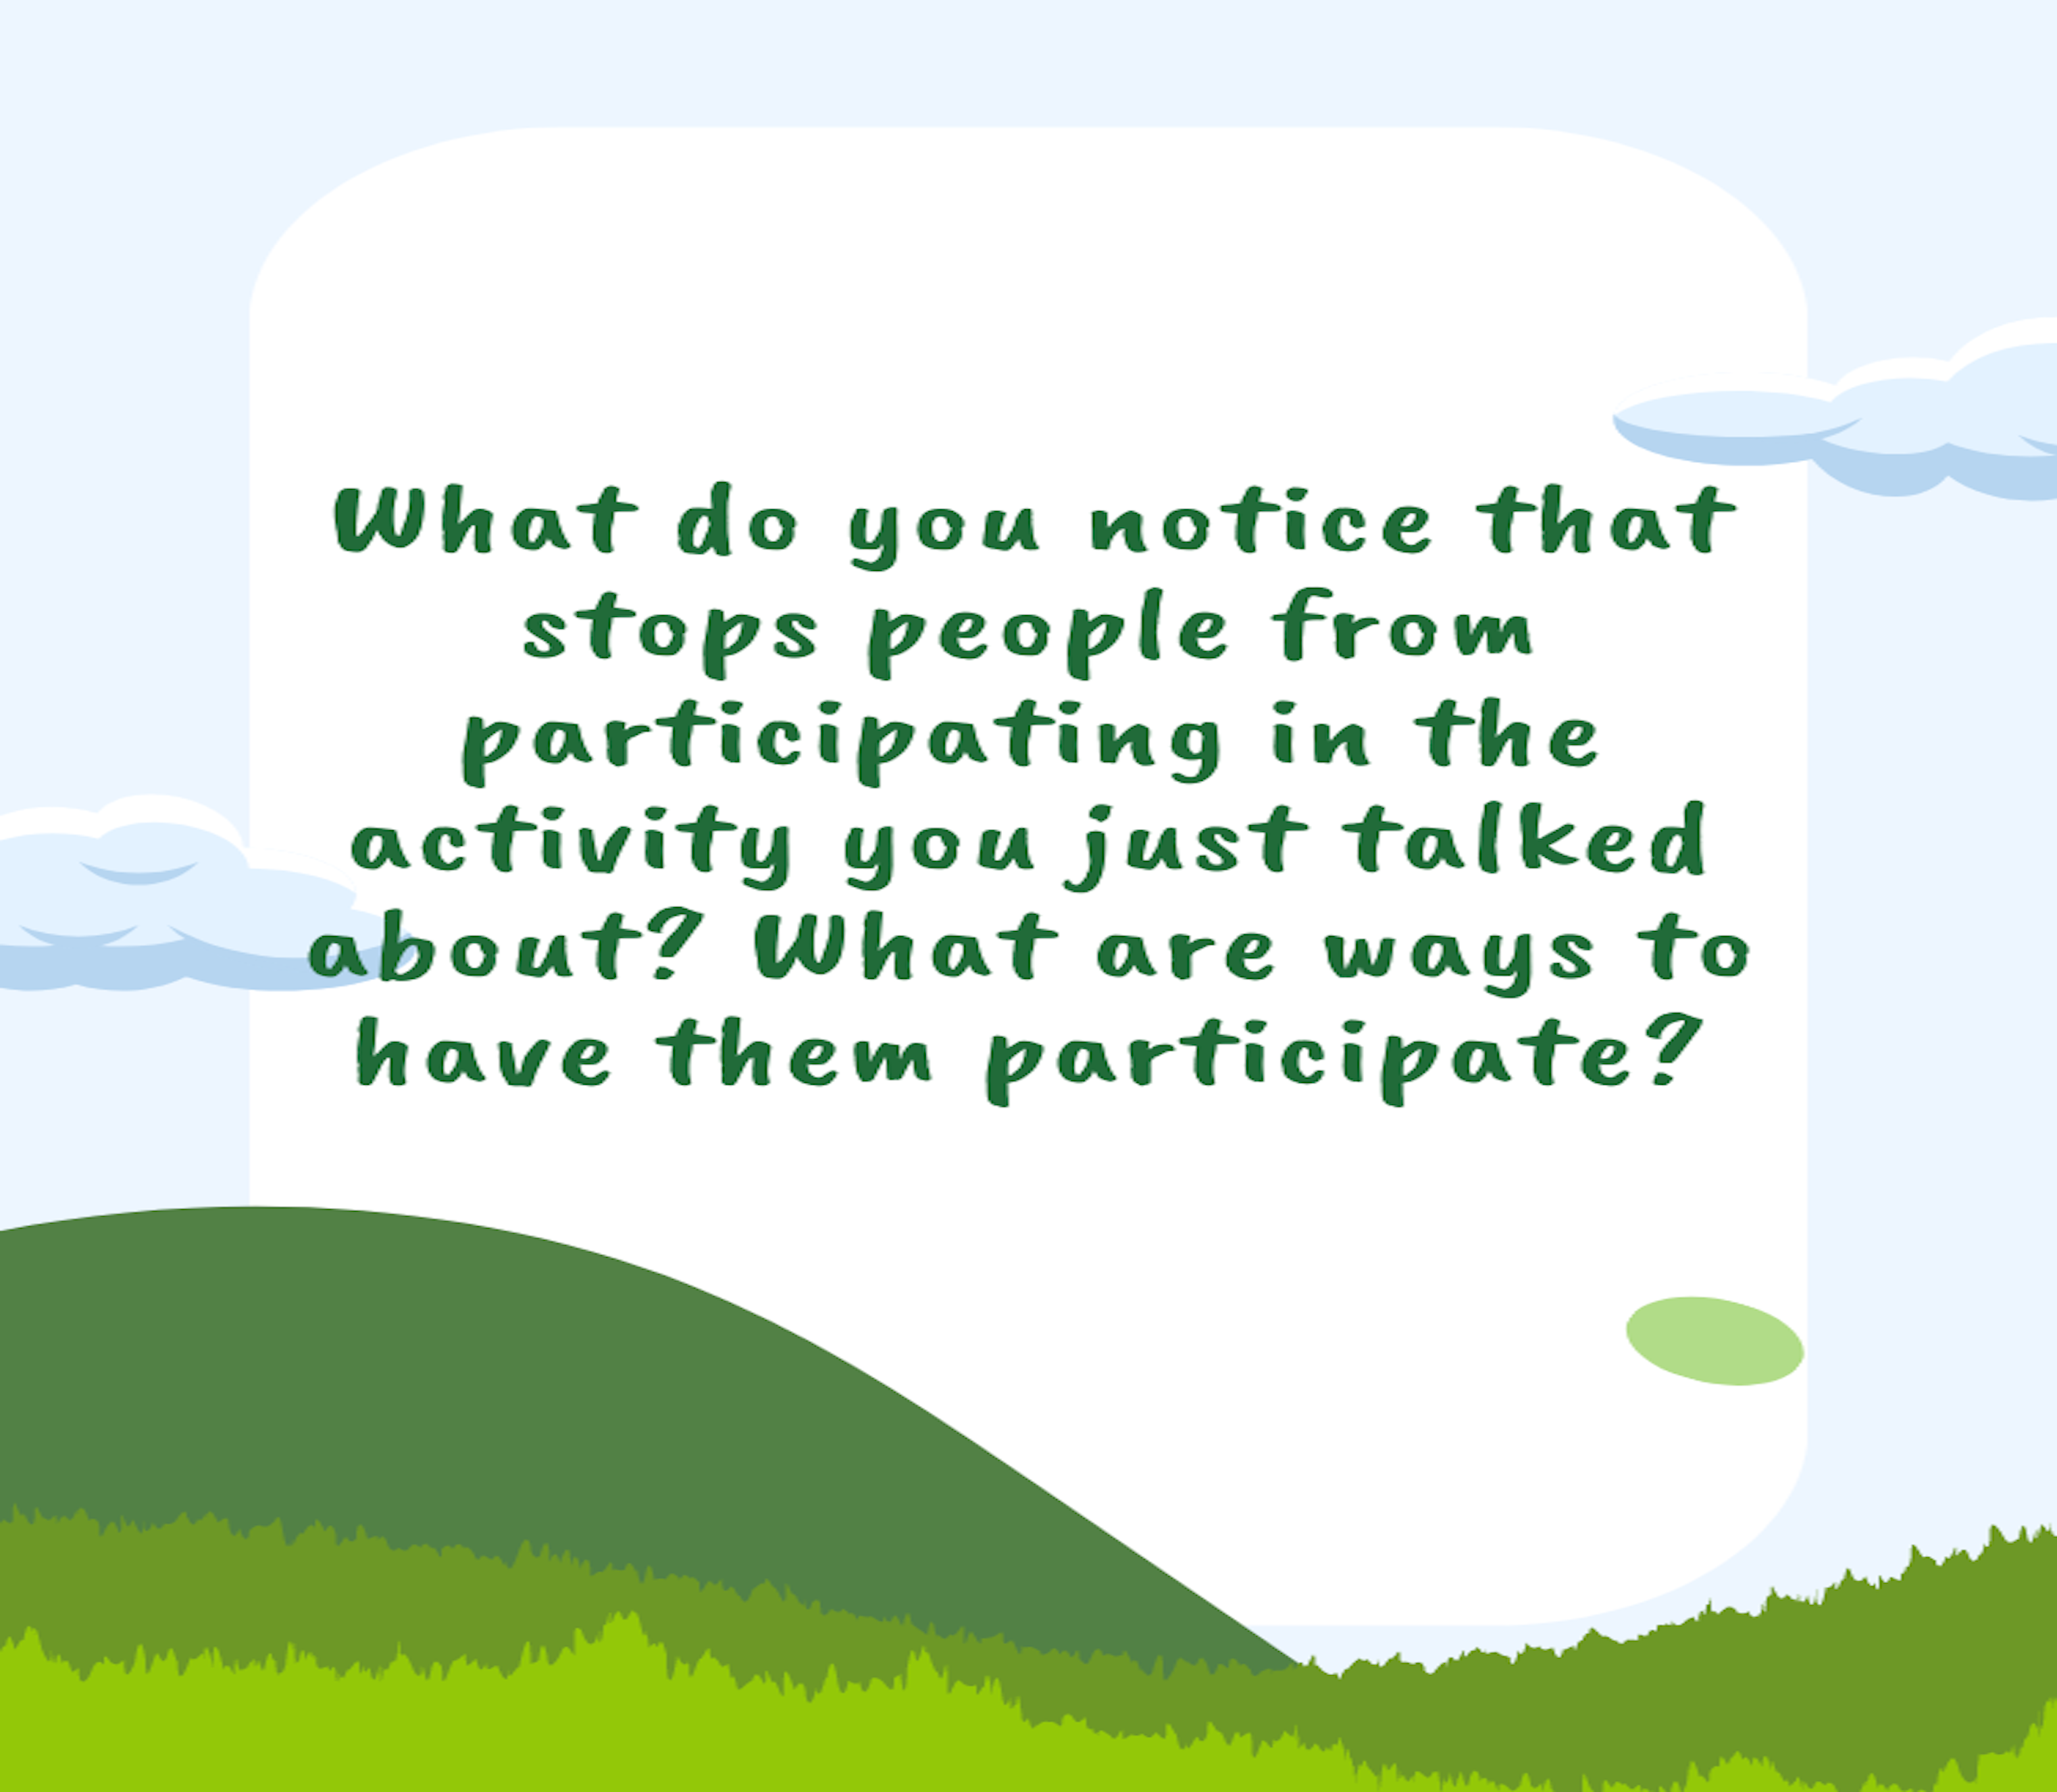 What do you notice that
stops people from
participating in the
activity you just talked
about? What are ways to
have them participate?